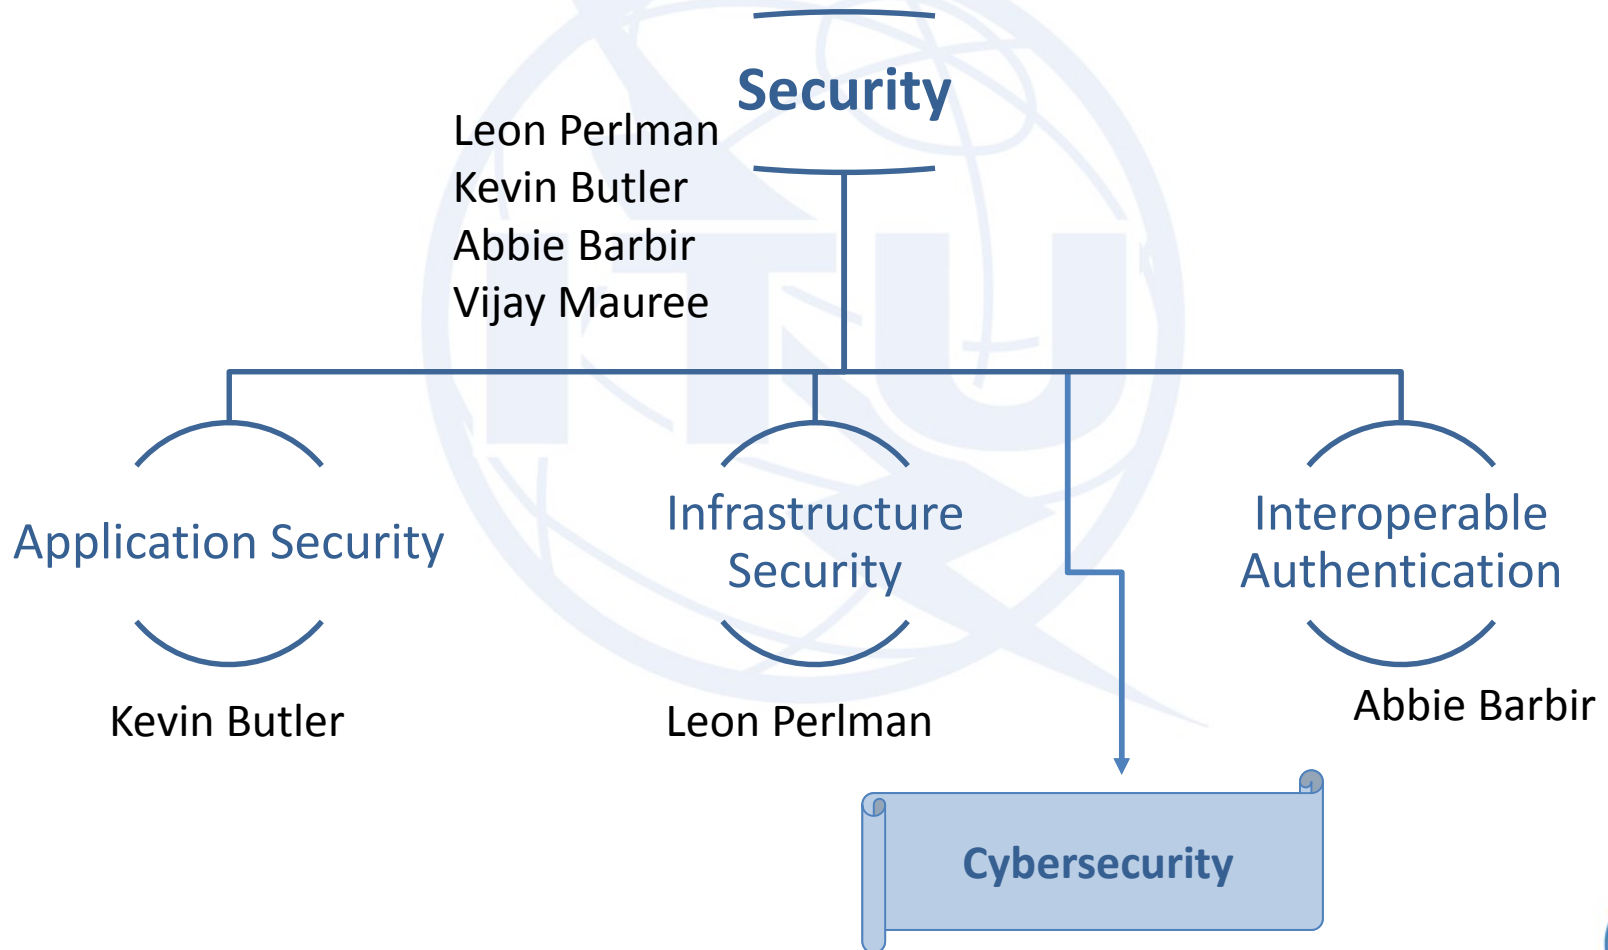 Security
Leon Perlman
Kevin Butler
Abbie Barbir
Vijay Mauree
ITU
Application Security
Infrastructure
Security
Interoperable
Authentication
Kevin Butler
Leon Perlman
Abbie Barbir
Cybersecurity